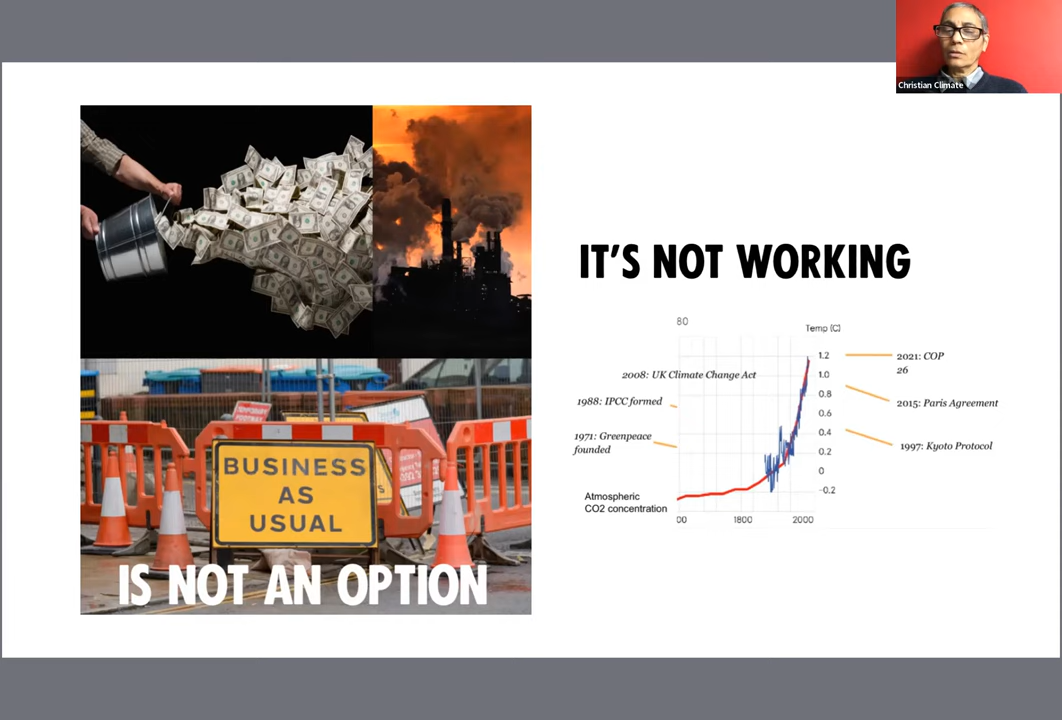 Christian Climate
TEMPORARY
BUSINESS
AS
USUAL
IS NOT AN OPTION
IT'S NOT WORKING
80
Temp (C)
2008: UK Climate Change Act
1988: IPCC formed
1971: Greenpeace
founded
Atmospheric
CO2 concentration
1.2
1.0
0.8
0.6
0.4
0.2
0
-0.2
00
1800
2000
2021: COP
26
2015: Paris Agreement
1997: Kyoto Protocol